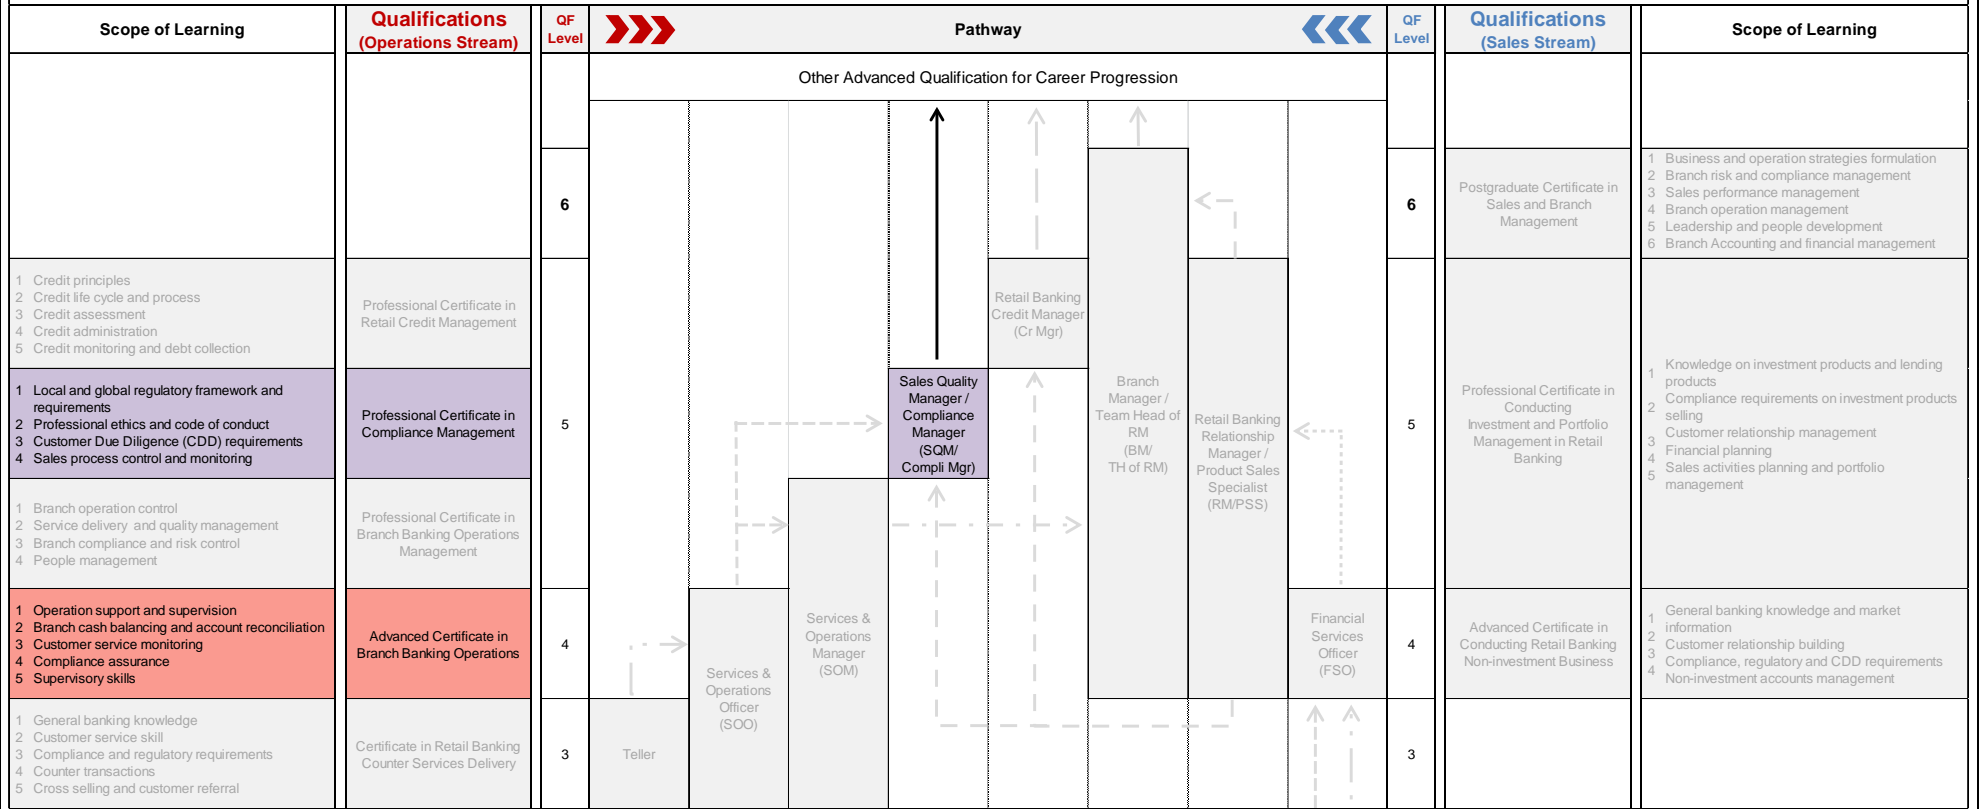 Scope of Learning
Qualifications
(Operations Stream)
QF
Level
Pathway
QF
Level
Qualifications
(Sales Stream)
Scope of Learning
Other Advanced Qualification for Career Progression
6
6
Postgraduate Certificate in
Sales and Branch
Management
1 Business and operation strategies formulation
2 Branch risk and compliance management
3 Sales performance management
4 Branch operation management
5 Leadership and people development
6 Branch Accounting and financial management
1 Credit principles
2 Credit life cycle and process
3 Credit assessment
4 Credit administration
5 Credit monitoring and debt collection
Professional Certificate in
Retail Credit Management
Retail Banking
Credit Manager
(Cr Mgr)
1 Local and global regulatory framework and
requirements
2 Professional ethics and code of conduct
3 Customer Due Diligence (CDD) requirements
4 Sales process control and monitoring
Professional Certificate in
Compliance Management
5
Sales Quality
Manager /
Compliance
Manager
(SQM/
Compli Mgr)
Branch
Manager /
Team Head of
RM
(BM/
TH of RM)
Retail Banking
Relationship
Manager /
Product Sales
Specialist
(RM/PSS)
5
Professional Certificate in
Conducting
Investment and Portfolio
Management in Retail
Banking
1 Knowledge on investment products and lending
products
2 Compliance requirements on investment products
selling
3 Customer relationship management
4 Financial planning
5 Sales activities planning and portfolio
management
1 Branch operation control
2 Service delivery and quality management
3 Branch compliance and risk control
4 People management
Professional Certificate in
Branch Banking Operations
Management
1 Operation support and supervision
2 Branch cash balancing and account reconciliation
3 Customer service monitoring
4 Compliance assurance
5 Supervisory skills
Advanced Certificate in
Branch Banking Operations
4
Services &
Operations
Officer
(SOO)
Services &
Operations
Manager
(SOM)
Financial
Services
Officer
(FSO)
4
Advanced Certificate in
Conducting Retail Banking
Non-investment Business
1 General banking knowledge and market
information
2 Customer relationship building
3 Compliance, regulatory and CDD requirements
4 Non-investment accounts management
1 General banking knowledge
2 Customer service skill
3 Compliance and regulatory requirements
4 Counter transactions
5 Cross selling and customer referral
Certificate in Retail Banking
Counter Services Delivery
3
Teller
3